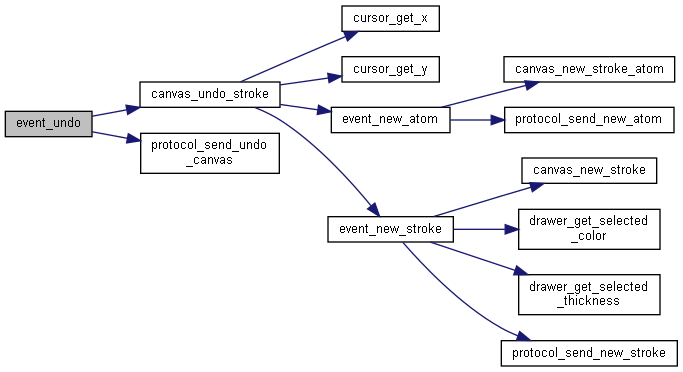 event_undo
canvas_undo_stroke
protocol_send_undo
_canvas
cursor_get_x
cursor_get_y
event_new_atom
event_new_stroke
canvas_new_stroke_atom
protocol_send_new_atom
canvas_new_stroke
drawer_get_selected
_color
drawer_get_selected
_thickness
protocol_send_new_stroke